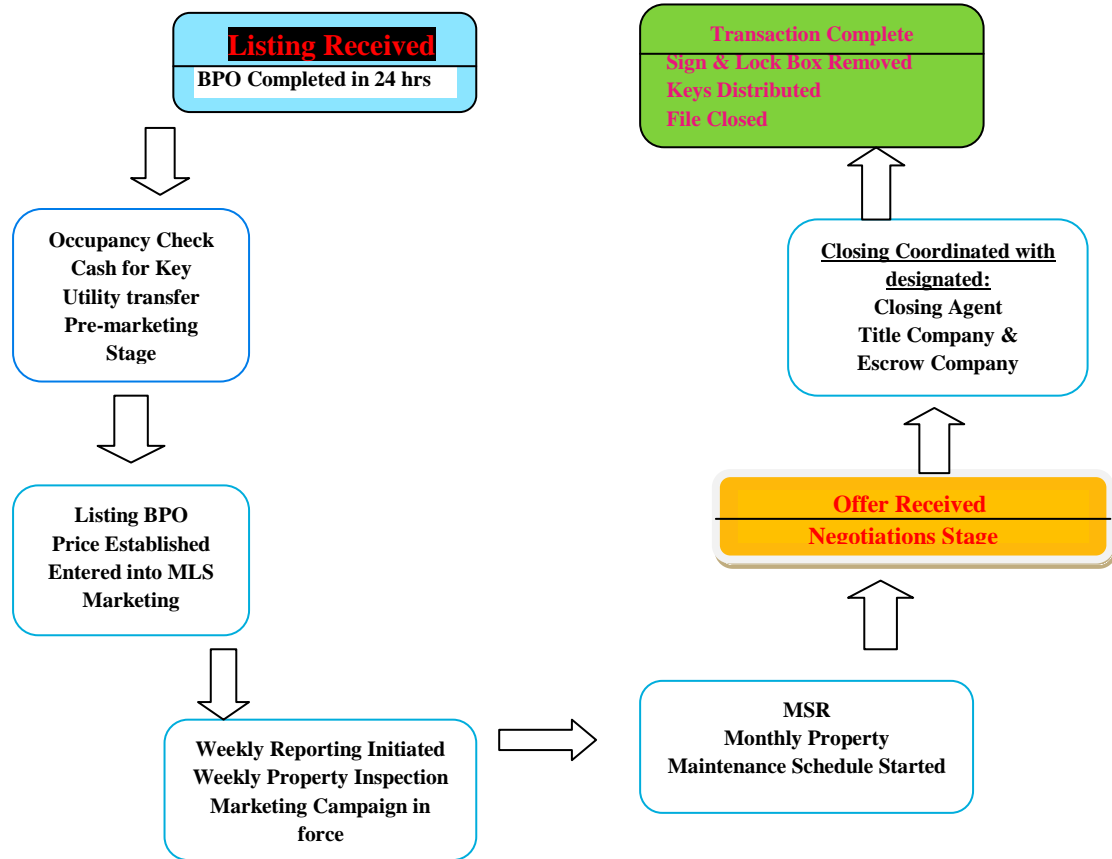 Listing Received
BPO Completed in 24 hrs
Occupancy Check
Cash for Key
Utility transfer
Pre-marketing
Stage
Listing BPO
Price Established
Entered into MLS
Marketing
Weekly Reporting Initiated
Weekly Property Inspection
Marketing Campaign in
force
MSR
Monthly Property
Maintenance Schedule Started
Offer Received
Negotiations Stage
Closing Coordinated with
designated:
Closing Agent
Title Company &
Escrow Company
Transaction Complete
Sign & Lock Box Removed
Keys Distributed
File Closed